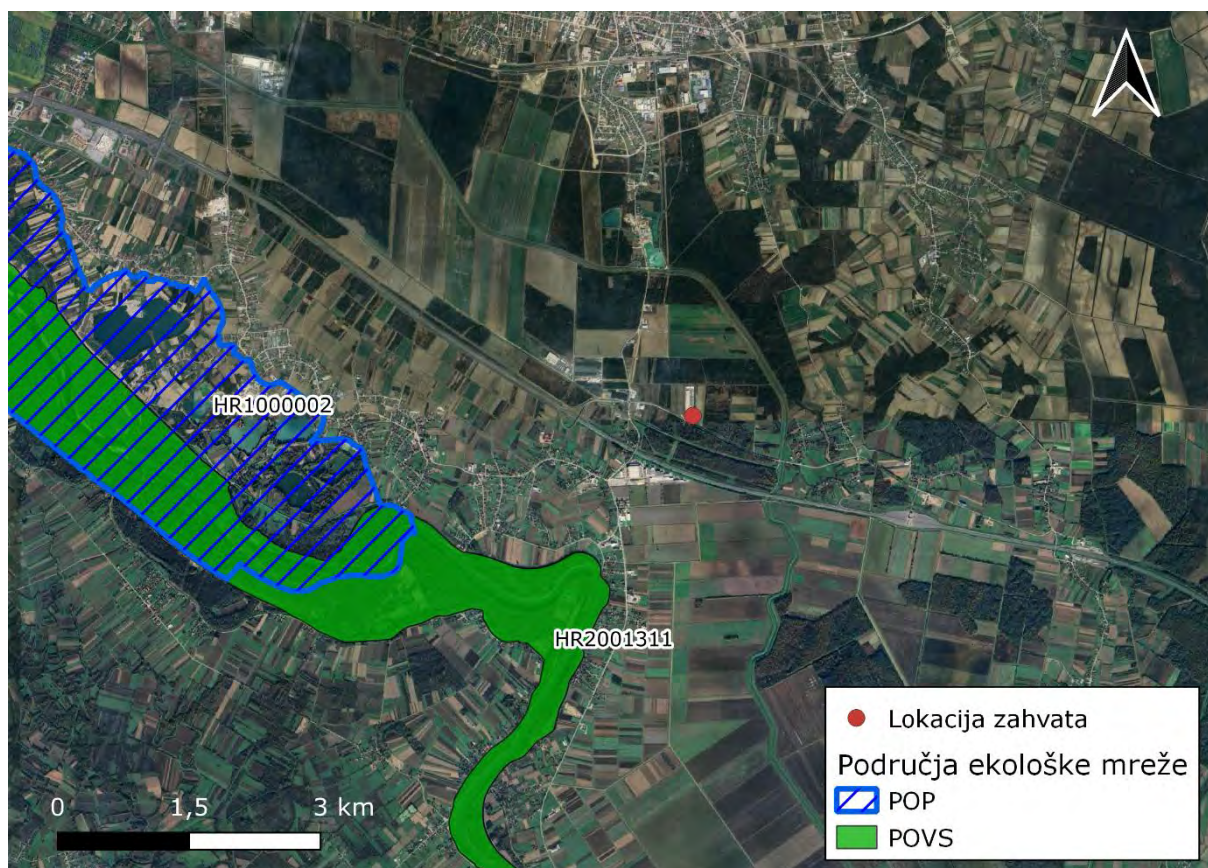 HR1000002
HR2001311
Lokacija zahvata
Područja ekološke mreže
POP
POVS
0 1,5 3 km